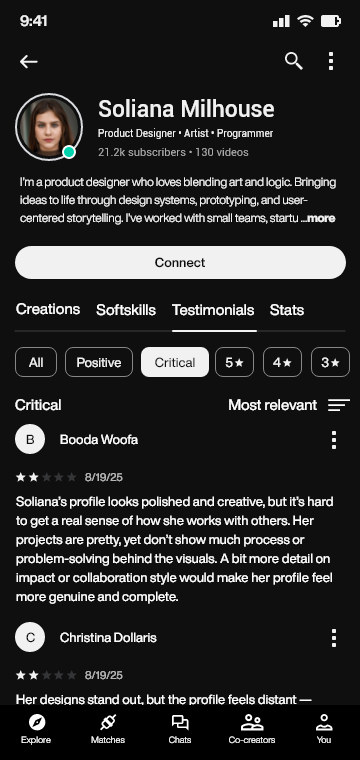 9:41
Soliana Milhouse
Product Designer • Artist • Programmer
21.2k subscribers • 130 videos
I'm a product designer who loves blending art and logic. Bringing
ideas to life through design systems, prototyping, and user-
centered storytelling. I've worked with small teams, startu ...more
Connect
Creations Softskills Testimonials Stats
All Positive Critical 5★ 4★ 3★
Critical Most relevant
B Booda Woofa
★★★★★ 8/19/25
Soliana's profile looks polished and creative, but it's hard
to get a real sense of how she works with others. Her
projects are pretty, yet don't show much process or
problem-solving behind the visuals. A bit more detail on
impact or collaboration style would make her profile feel
more genuine and complete.
C Christina Dollaris
★★★★★ 8/19/25
Her designs stand out, but the profile feels distant —
Explore Matches Chats Co-creators You